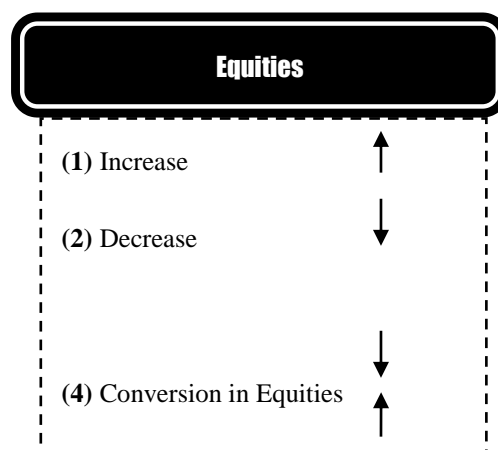 Equities
(1) Increase
(2) Decrease
(4) Conversion in Equities